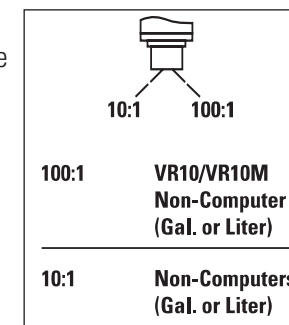 e
10:1 100:1
100:1 VR10/VR10M
Non-Computer
(Gal. or Liter)
10:1 Non-Computers
(Gal. or Liter)